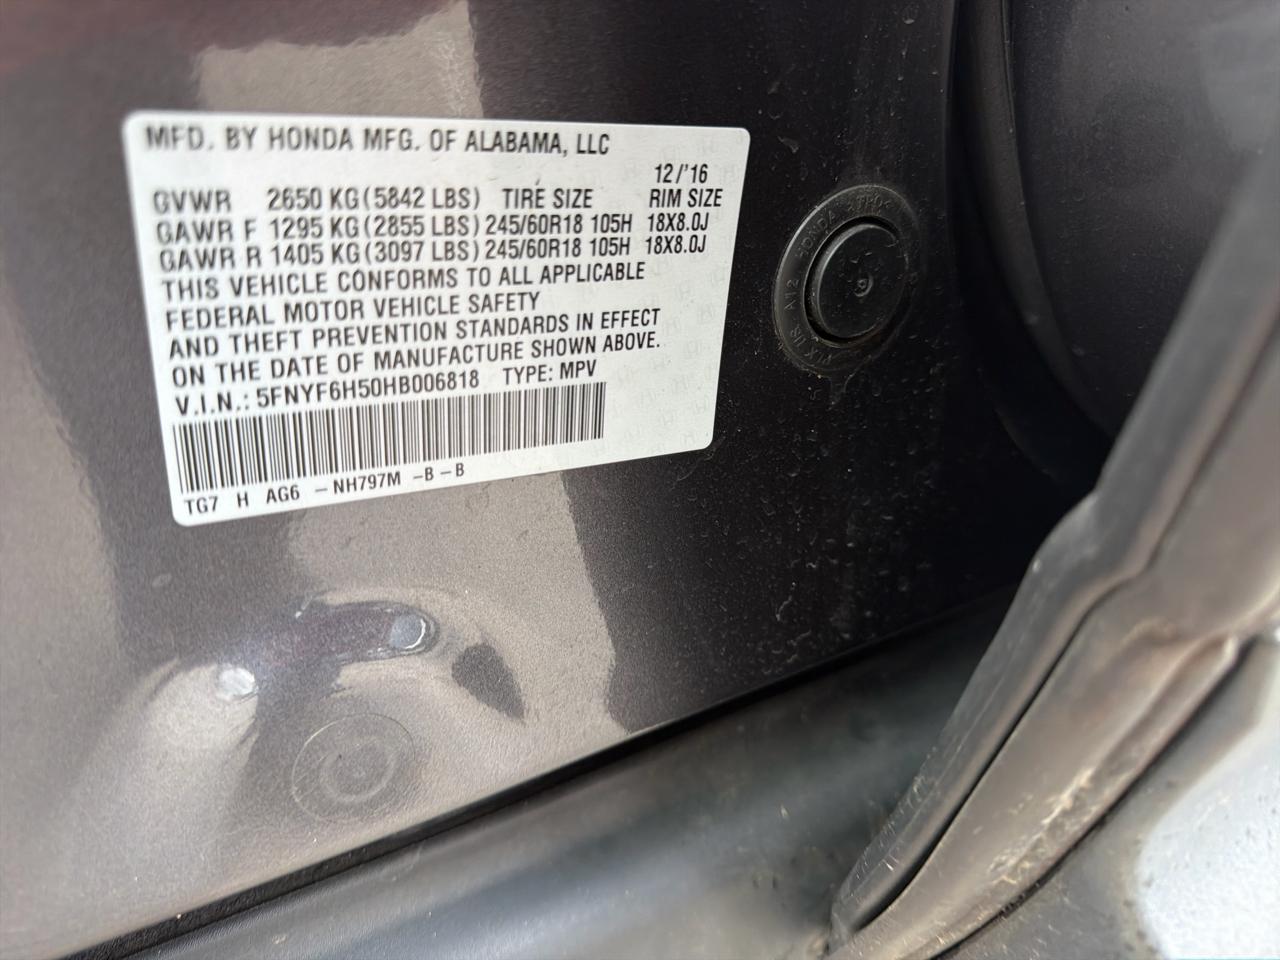 MFD. BY HONDA MFG. OF ALABAMA, LLC
12/'16
GVWR 2650 KG(5842 LBS) TIRE SIZE RIM SIZE
GAWR F 1295 KG(2855 LBS) 245/60R18 105H 18X8.0J
GAWR R 1405 KG(3097 LBS) 245/60R18 105H 18X8.0J
THIS VEHICLE CONFORMS TO ALL APPLICABLE
FEDERAL MOTOR VEHICLE SAFETY
AND THEFT PREVENTION STANDARDS IN EFFECT
ON THE DATE OF MANUFACTURE SHOWN ABOVE.
V.I.N.: 5FNYF6H50HB006818 TYPE: MPV
TG7 H AG6 -NH797M -B-B
HONDA